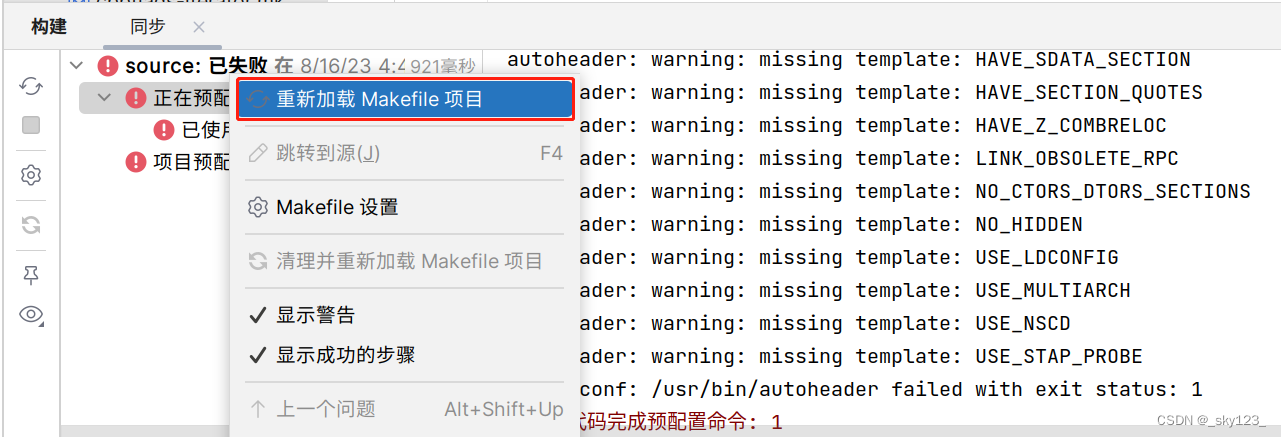 构建 同步
source: 已失败 在 8/16/23 4:4 921毫秒
正在预配
已使用
项目预配
重新加载 Makefile 项目
跳转到源(J) F4
Makefile 设置
清理并重新加载 Makefile 项目
显示警告
显示成功的步骤
上一个问题 Alt+Shift+Up
autoheader: warning: missing template: HAVE_SDATA_SECTION
ader: warning: missing template: HAVE_SECTION_QUOTES
ader: warning: missing template: HAVE_Z_COMBRELOC
ader: warning: missing template: LINK_OBSOLETE_RPC
ader: warning: missing template: NO_CTORS_DTORS_SECTIONS
ader: warning: missing template: NO_HIDDEN
ader: warning: missing template: USE_LDCONFIG
ader: warning: missing template: USE_MULTIARCH
ader: warning: missing template: USE_NSCD
ader: warning: missing template: USE_STAP_PROBE
conf: /usr/bin/autoheader failed with exit status: 1
代码完成预配置命令: 1
CSDN @_sky123_